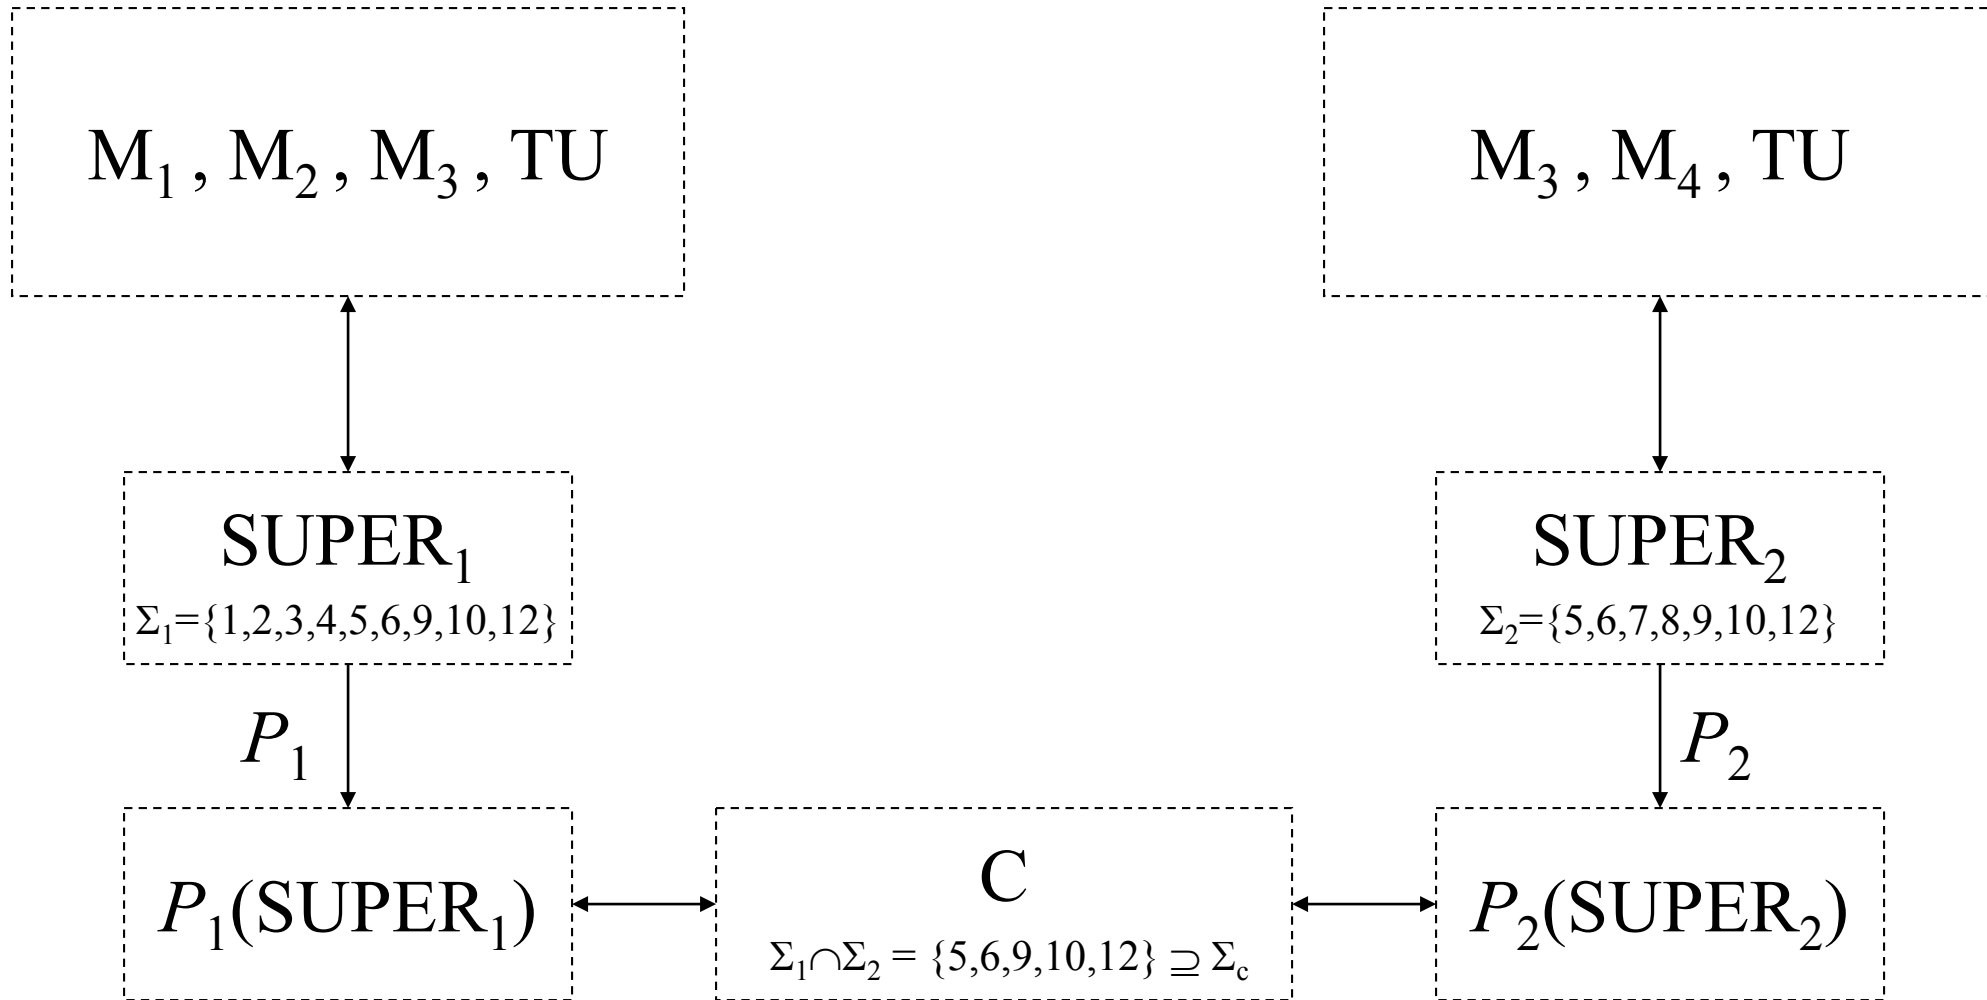 M₁ , M₂ , M₃ , TU
M₃ , M₄ , TU
SUPER₁
Σ₁={1,2,3,4,5,6,9,10,12}
SUPER₂
Σ₂={5,6,7,8,9,10,12}
P₁
P₂
P₁(SUPER₁)
C
Σ₁∩Σ₂ = {5,6,9,10,12} ⊇ Σc
P₂(SUPER₂)